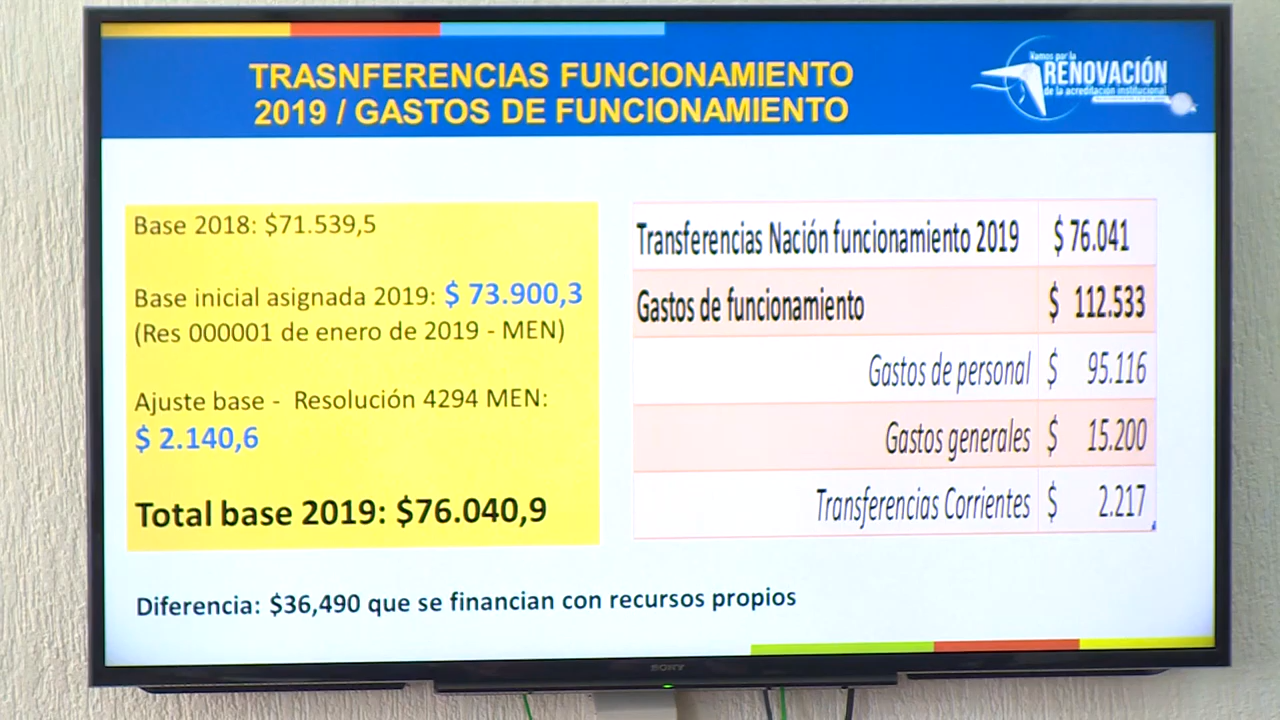 TRASNFERENCIAS FUNCIONAMIENTO
2019 / GASTOS DE FUNCIONAMIENTO
Vamos por la
RENOVACIÓN
de la acreditación institucional
Base 2018: $71.539,5
Base inicial asignada 2019: $ 73.900,3
(Res 000001 de enero de 2019 - MEN)
Ajuste base - Resolución 4294 MEN:
$ 2.140,6
Total base 2019: $76.040,9
Transferencias Nación funcionamiento 2019 $ 76.041
Gastos de funcionamiento $ 112.533
Gastos de personal $ 95.116
Gastos generales $ 15.200
Transferencias Corrientes $ 2.217
Diferencia: $36,490 que se financian con recursos propios
SONY